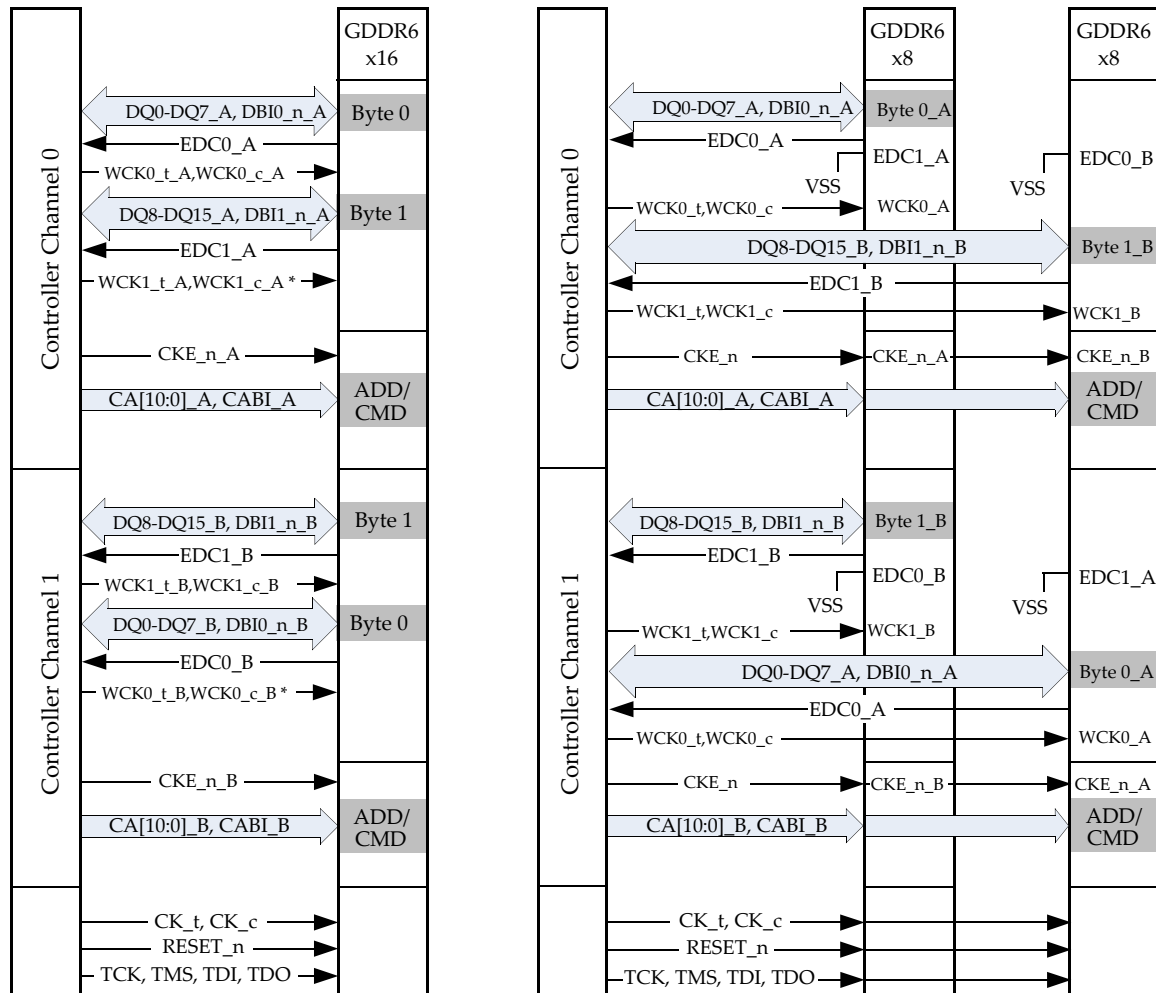 GDDR6
x16
Controller Channel 0
DQ0-DQ7_A, DBI0_n_A
Byte 0
EDC0_A
WCK0_t_A,WCK0_c_A
DQ8-DQ15_A, DBI1_n_A
Byte 1
EDC1_A
WCK1_t_A,WCK1_c_A *
CKE_n_A
CA[10:0]_A, CABI_A
ADD/
CMD
Controller Channel 1
DQ8-DQ15_B, DBI1_n_B
Byte 1
EDC1_B
WCK1_t_B,WCK1_c_B
DQ0-DQ7_B, DBI0_n_B
Byte 0
EDC0_B
WCK0_t_B,WCK0_c_B *
CKE_n_B
CA[10:0]_B, CABI_B
ADD/
CMD
CK_t, CK_c
RESET_n
TCK, TMS, TDI, TDO
GDDR6
x8
GDDR6
x8
Controller Channel 0
DQ0-DQ7_A, DBI0_n_A
Byte 0_A
EDC0_A
EDC1_A
VSS
EDC0_B
VSS
WCK0_t,WCK0_c
WCK0_A
DQ8-DQ15_B, DBI1_n_B
Byte 1_B
EDC1_B
WCK1_t,WCK1_c
WCK1_B
CKE_n
CKE_n_A
CKE_n_B
CA[10:0]_A, CABI_A
ADD/
CMD
Controller Channel 1
DQ8-DQ15_B, DBI1_n_B
Byte 1_B
EDC1_B
EDC0_B
VSS
EDC1_A
VSS
WCK1_t,WCK1_c
WCK1_B
DQ0-DQ7_A, DBI0_n_A
Byte 0_A
EDC0_A
WCK0_t,WCK0_c
WCK0_A
CKE_n
CKE_n_B
CKE_n_A
CA[10:0]_B, CABI_B
ADD/
CMD
CK_t, CK_c
RESET_n
TCK, TMS, TDI, TDO